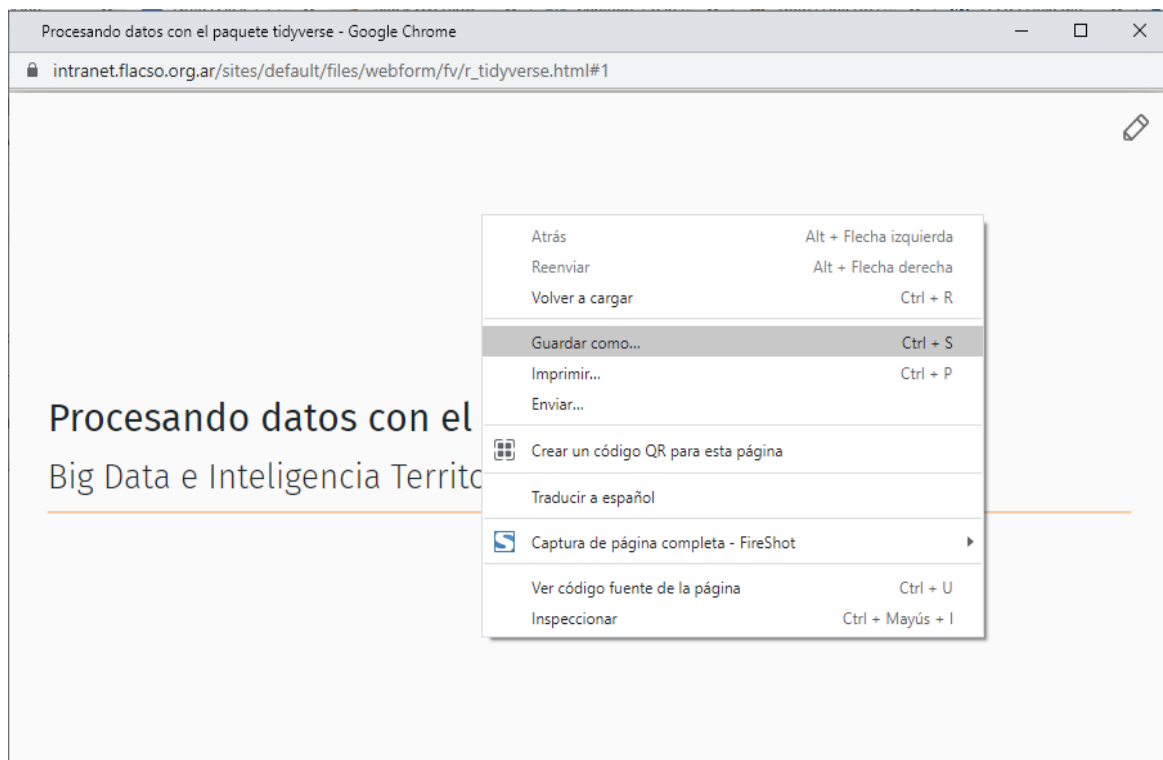 Procesando datos con el paquete tidyverse - Google Chrome
intranet.flacso.org.ar/sites/default/files/webform/fv/r_tidyverse.html#1
Atrás Alt + Flecha izquierda
Reenviar Alt + Flecha derecha
Volver a cargar Ctrl + R
Guardar como... Ctrl + S
Imprimir... Ctrl + P
Enviar...
Procesando datos con el
Crear un código QR para esta página
Big Data e Inteligencia Territo
Traducir a español
Captura de página completa - FireShot
Ver código fuente de la página Ctrl + U
Inspeccionar Ctrl + Mayús + I